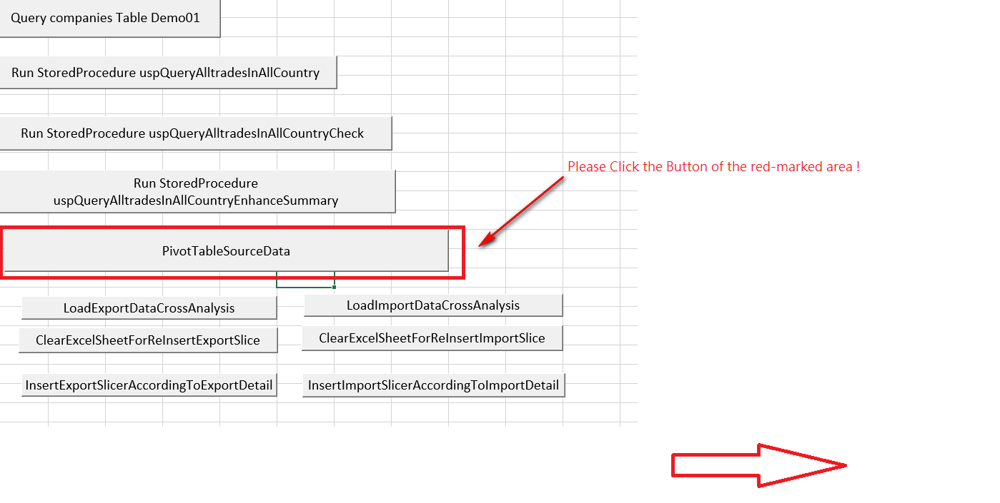 Query companies Table Demo01
Run StoredProcedure uspQueryAlltradesInAllCountry
Run StoredProcedure uspQueryAlltradesInAllCountryCheck
Please Click the Button of the red-marked area !
Run StoredProcedure
uspQueryAlltradesInAllCountryEnhanceSummary
PivotTableSourceData
LoadExportDataCrossAnalysis
LoadImportDataCrossAnalysis
ClearExcelSheetForReInsertExportSlice
ClearExcelSheetForReInsertImportSlice
InsertExportSlicerAccordingToExportDetail
InsertImportSlicerAccordingToImportDetail